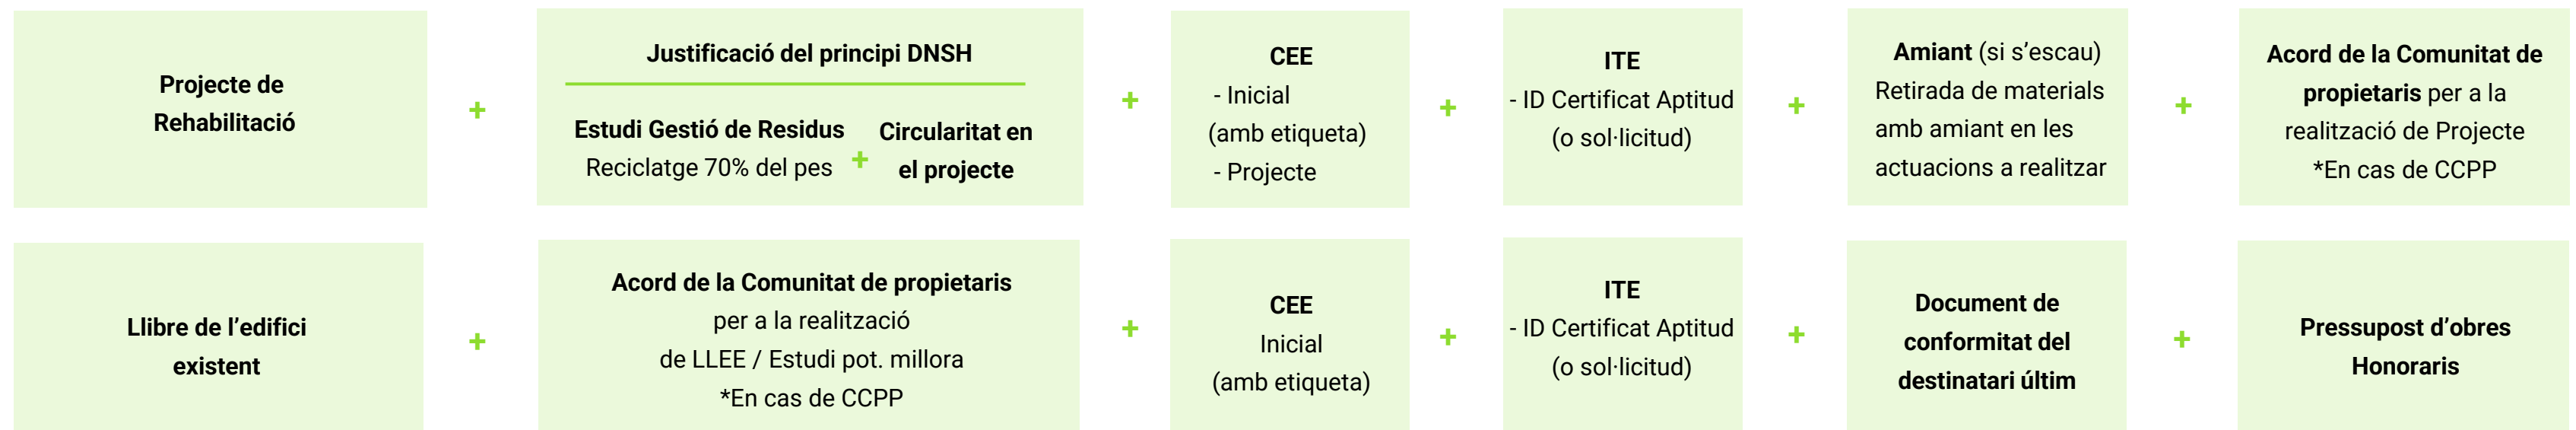 Projecte de
Rehabilitació
+
Justificació del principi DNSH
Estudi Gestió de Residus
Reciclatge 70% del pes
+
Circularitat en
el projecte
+
CEE
- Inicial
(amb etiqueta)
- Projecte
+
ITE
- ID Certificat Aptitud
(o sol·licitud)
+
Amiant (si s’escau)
Retirada de materials
amb amiant en les
actuacions a realitzar
+
Acord de la Comunitat de
propietaris per a la
realització de Projecte
*En cas de CCPP
Llibre de l’edifici
existent
+
Acord de la Comunitat de propietaris
per a la realització
de LLEE / Estudi pot. millora
*En cas de CCPP
+
CEE
Inicial
(amb etiqueta)
+
ITE
- ID Certificat Aptitud
(o sol·licitud)
+
Document de
conformitat del
destinatari últim
+
Pressupost d’obres
Honoraris